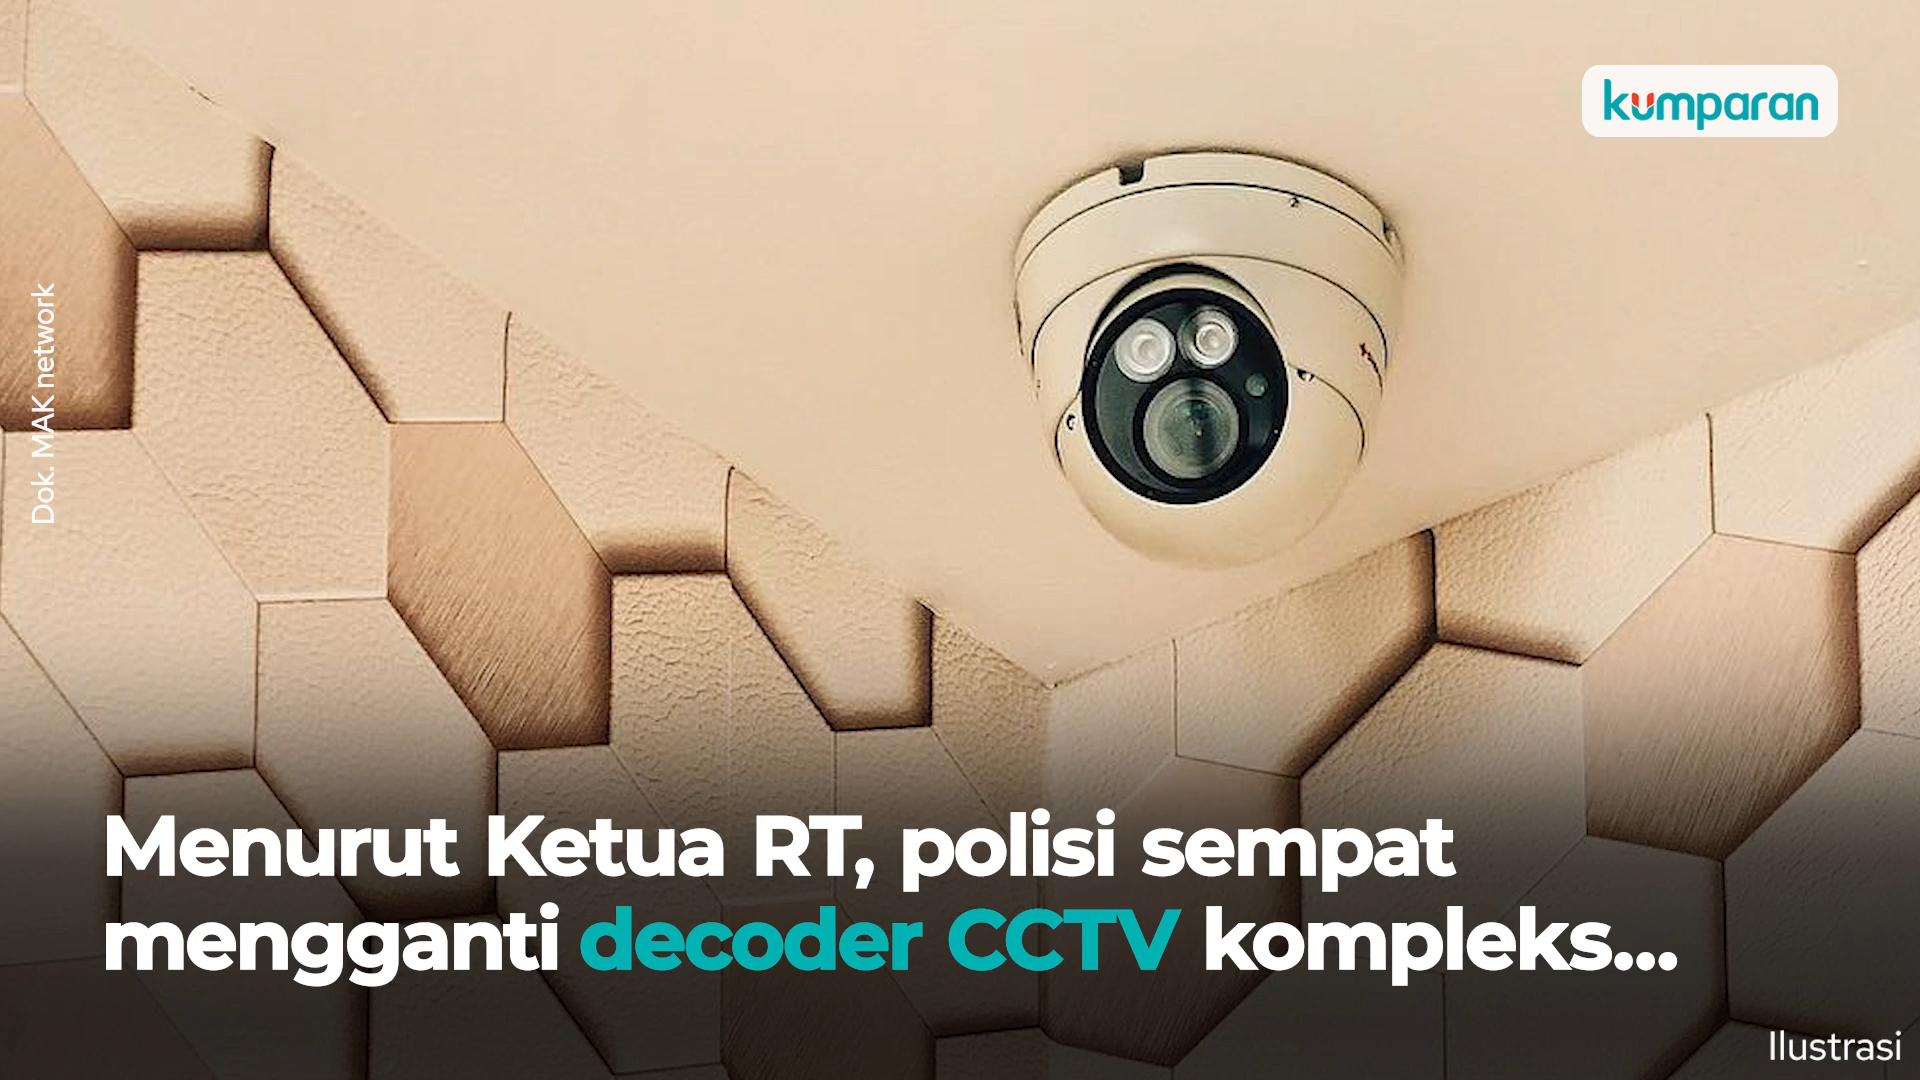 kumparan
Dok. MAK network
Menurut Ketua RT, polisi sempat
mengganti decoder CCTV kompleks...
Ilustrasi